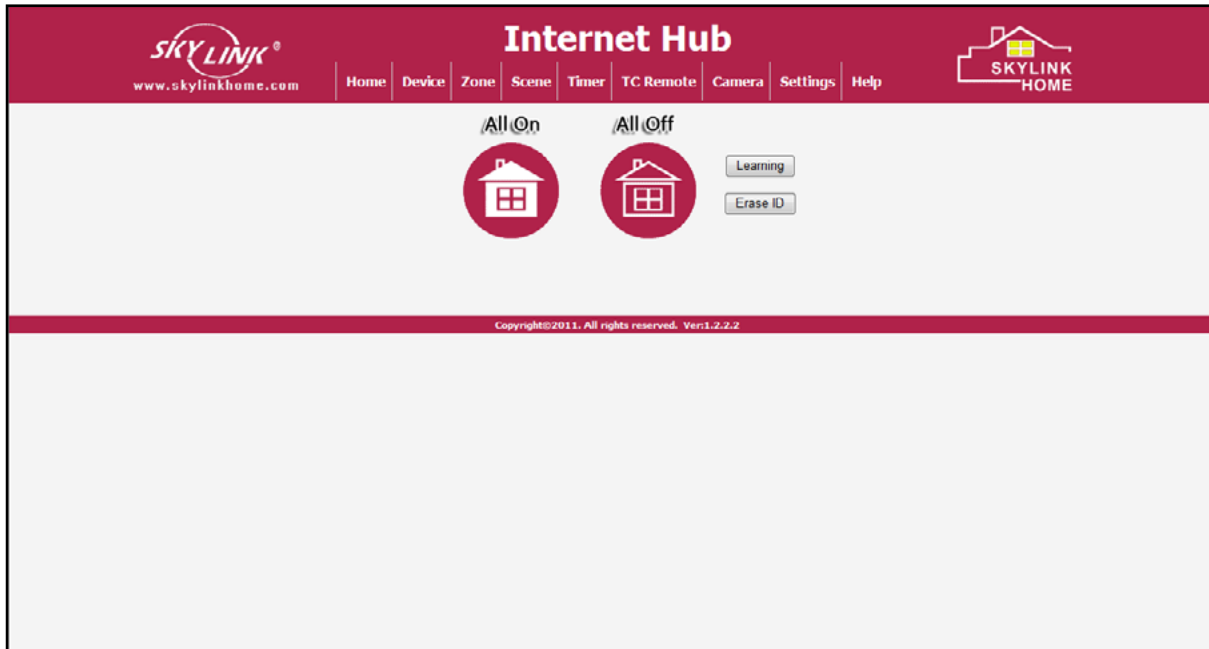 SKYLINK®
www.skylinkhome.com
Internet Hub
Home Device Zone Scene Timer TC Remote Camera Settings Help
SKYLINK
HOME
All On All Off
Learning
Erase ID
Copyright©2011. All rights reserved. Ver:1.2.2.2